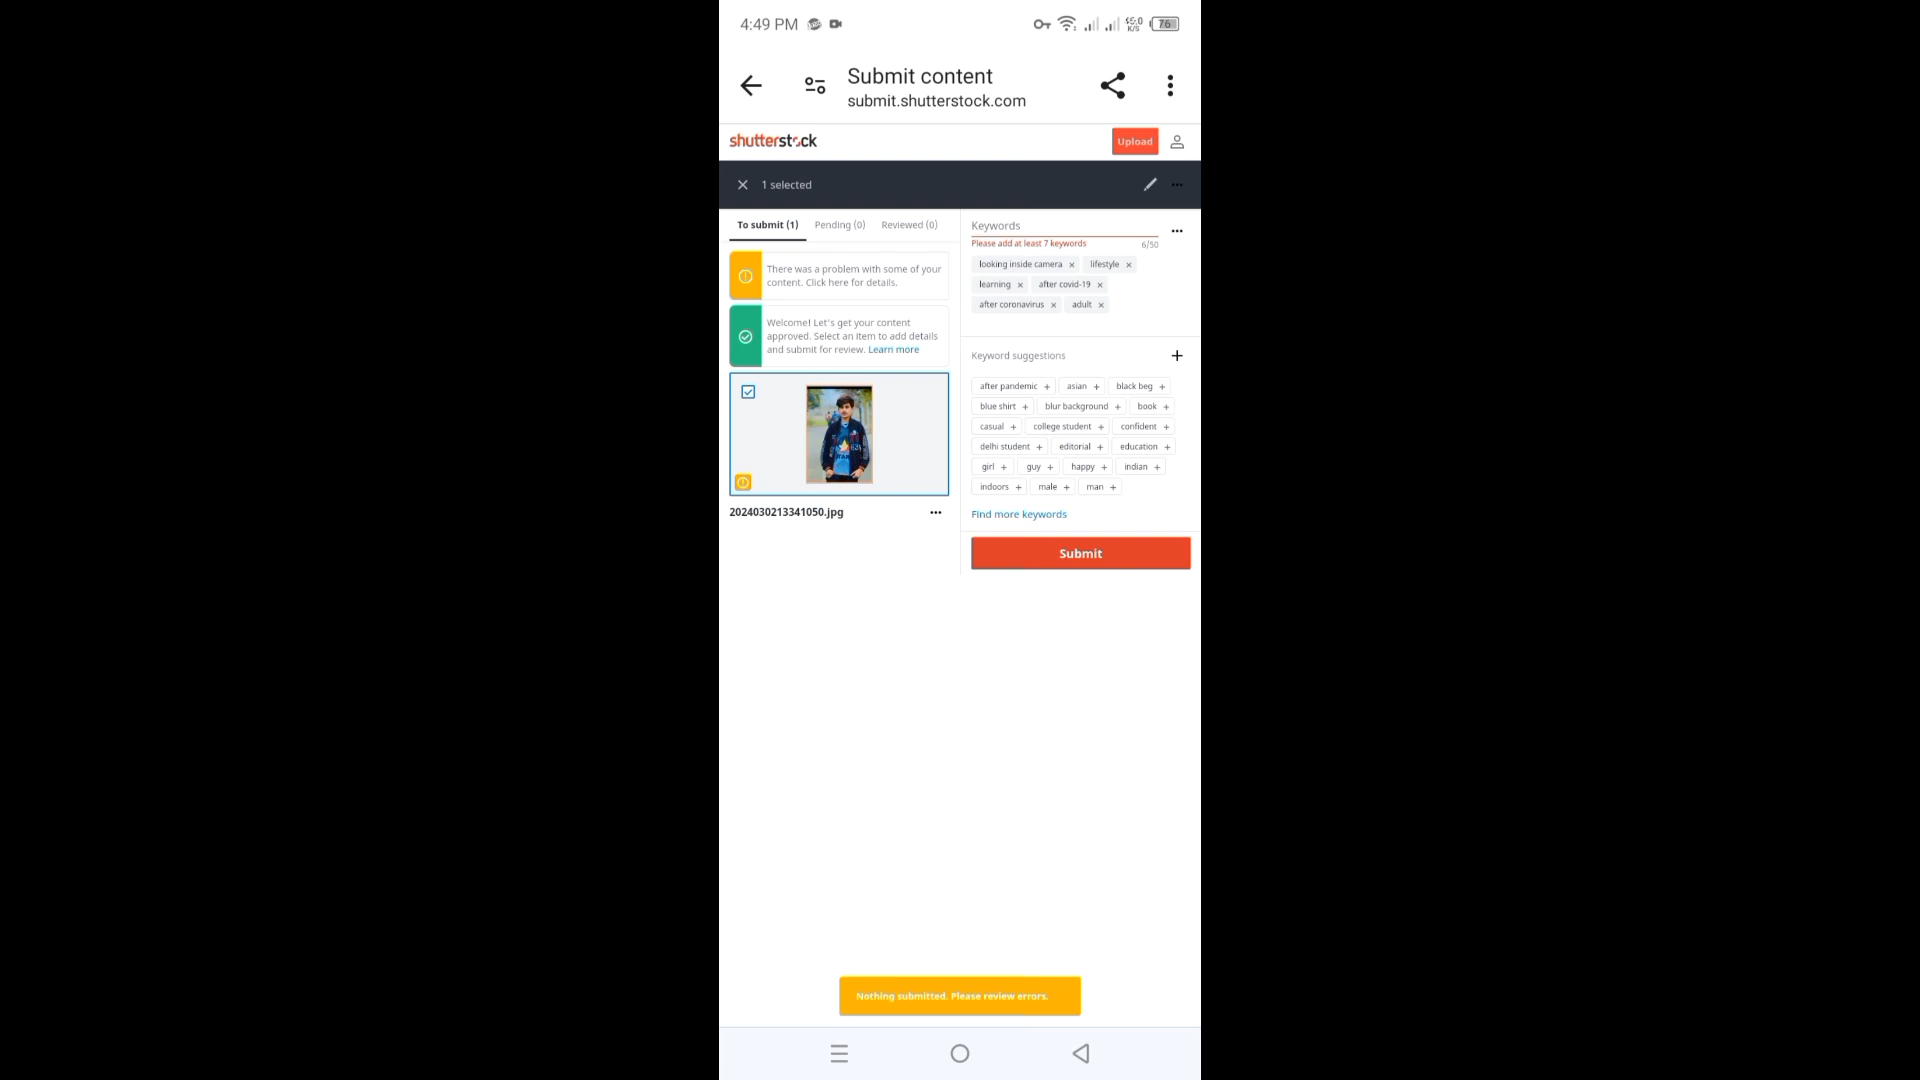 4:49 PM
76
Submit content
submit.shutterstock.com
shutterstock
Upload
1 selected
To submit (1) Pending (0) Reviewed (0)
There was a problem with some of your
content. Click here for details.
Welcome! Let's get your content
approved. Select an item to add details
and submit for review. Learn more
2024030213341050.jpg
Keywords
Please add at least 7 keywords 6/50
looking inside camera × lifestyle ×
learning × after covid-19 ×
after coronavirus × adult ×
Keyword suggestions +
after pandemic + asian + black beg +
blue shirt + blur background + book +
casual + college student + confident +
delhi student + editorial + education +
girl + guy + happy + indian +
indoors + male + man +
Find more keywords
Submit
Nothing submitted. Please review errors.